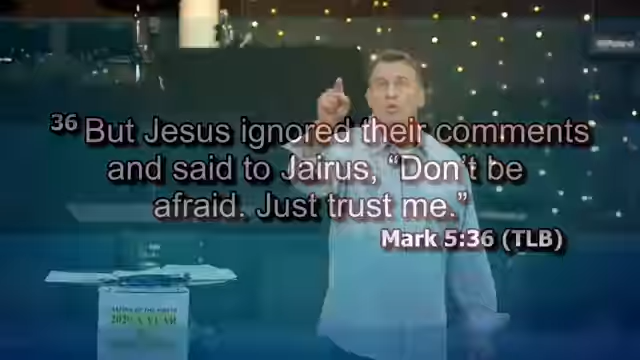 36 But Jesus ignored their comments
and said to Jairus, “Don’t be
afraid. Just trust me.”
Mark 5:36 (TLB)